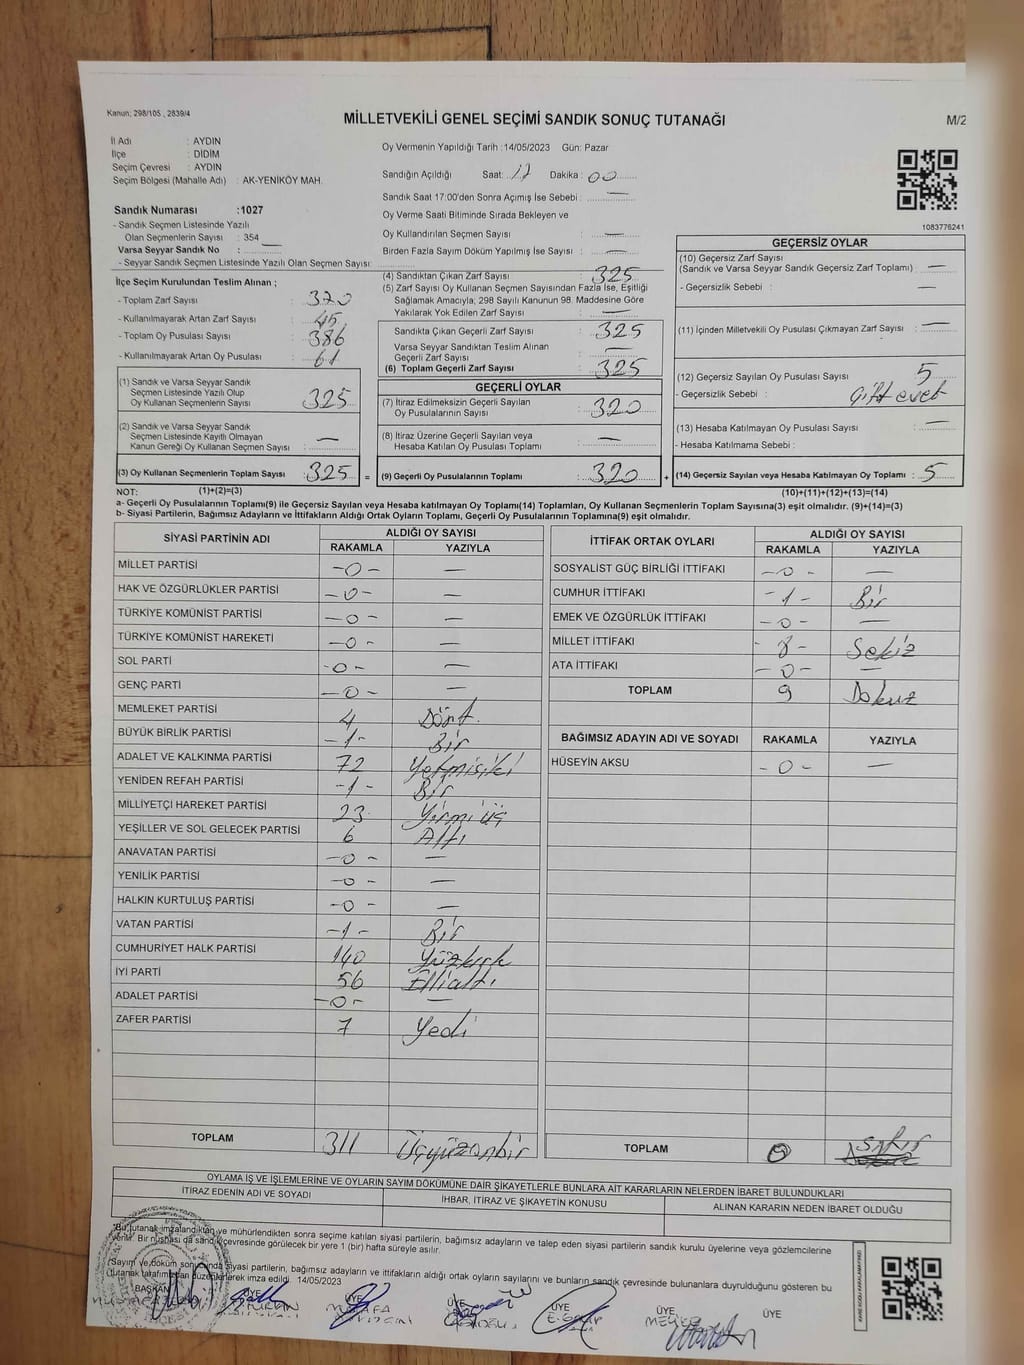 Kanun; 298/105 , 2839/4
MİLLETVEKİLİ GENEL SEÇİMİ SANDIK SONUÇ TUTANAĞI
M/2
İl Adı : AYDIN
İlçe : DİDİM
Seçim Çevresi : AYDIN
Seçim Bölgesi (Mahalle Adı) : AK-YENİKÖY MAH.
Oy Vermenin Yapıldığı Tarih : 14/05/2023 Gün: Pazar
Sandığın Açıldığı Saat: 17 Dakika : 00
Sandık Saat 17:00'den Sonra Açımış İse Sebebi : —
Oy Verme Saati Bitiminde Sırada Bekleyen ve
Oy Kullandırılan Seçmen Sayısı : —
Birden Fazla Sayım Döküm Yapılmış İse Sayısı : —
1083776241
Sandık Numarası :1027
- Sandık Seçmen Listesinde Yazılı
Olan Seçmenlerin Sayısı : 354
Varsa Seyyar Sandık No : —
- Seyyar Sandık Seçmen Listesinde Yazılı Olan Seçmen Sayısı:
İlçe Seçim Kurulundan Teslim Alınan ;
- Toplam Zarf Sayısı : 370
- Kullanılmayarak Artan Zarf Sayısı : 45
- Toplam Oy Pusulası Sayısı : 386
- Kullanılmayarak Artan Oy Pusulası : 61
(1) Sandık ve Varsa Seyyar Sandık
Seçmen Listesinde Yazılı Olup
Oy Kullanan Seçmenlerin Sayısı : 325
(2) Sandık ve Varsa Seyyar Sandık
Seçmen Listesinde Kayıtlı Olmayan
Kanun Gereği Oy Kullanan Seçmen Sayısı : —
(3) Oy Kullanan Seçmenlerin Toplam Sayısı : 325 =
(4) Sandıktan Çıkan Zarf Sayısı : 325
(5) Zarf Sayısı Oy Kullanan Seçmen Sayısından Fazla İse, Eşitliği
Sağlamak Amacıyla, 298 Sayılı Kanunun 98. Maddesine Göre
Yakılarak Yok Edilen Zarf Sayısı : —
Sandıkta Çıkan Geçerli Zarf Sayısı : 325
Varsa Seyyar Sandıktan Teslim Alınan
Geçerli Zarf Sayısı : —
(6) Toplam Geçerli Zarf Sayısı : 325
GEÇERLİ OYLAR
(7) İtiraz Edilmeksizin Geçerli Sayılan
Oy Pusulalarının Sayısı : 320
(8) İtiraz Üzerine Geçerli Sayılan veya
Hesaba Katılan Oy Pusulaları Toplamı : —
(9) Geçerli Oy Pusulalarının Toplamı : 320 +
GEÇERSİZ OYLAR
(10) Geçersiz Zarf Sayısı
(Sandık ve Varsa Seyyar Sandık Geçersiz Zarf Toplamı) : —
- Geçersizlik Sebebi : —
(11) İçinden Milletvekili Oy Pusulası Çıkmayan Zarf Sayısı : —
(12) Geçersiz Sayılan Oy Pusulası Sayısı : 5
- Geçersizlik Sebebi : Çift evet
(13) Hesaba Katılmayan Oy Pusulası Sayısı : —
- Hesaba Katılmama Sebebi :
(14) Geçersiz Sayılan veya Hesaba Katılmayan Oy Toplamı : 5
NOT: (1)+(2)=(3)
(10)+(11)+(12)+(13)=(14)
a- Geçerli Oy Pusulasının Toplamı(9) ile Geçersiz Sayılan veya Hesaba katılmayan Oy Toplamı(14) Toplamları, Oy Kullanan Seçmenlerin Toplam Sayısına(3) eşit olmalıdır. (9)+(14)=(3)
b- Siyasi Partilerin, Bağımsız Adayların ve İttifakların Aldığı Ortak Oyların Toplamı, Geçerli Oy Pusulalarının Toplamına(9) eşit olmalıdır.
SİYASİ PARTİNİN ADI ALDIĞI OY SAYISI
RAKAMLA YAZIYLA
MİLLET PARTİSİ -0- —
HAK VE ÖZGÜRLÜKLER PARTİSİ -0- —
TÜRKİYE KOMÜNİST PARTİSİ -0- —
TÜRKİYE KOMÜNİST HAREKETİ -0- —
SOL PARTİ -0- —
GENÇ PARTİ -0- —
MEMLEKET PARTİSİ 4 Dört
BÜYÜK BİRLİK PARTİSİ -1- Bir
ADALET VE KALKINMA PARTİSİ 72 Yetmişiki
YENİDEN REFAH PARTİSİ -1- Bir
MİLLİYETÇİ HAREKET PARTİSİ 23 Yirmi üç
YEŞİLLER VE SOL GELECEK PARTİSİ 6 Altı
ANAVATAN PARTİSİ -0- —
YENİLİK PARTİSİ -0- —
HALKIN KURTULUŞ PARTİSİ -0- —
VATAN PARTİSİ -1- Bir
CUMHURİYET HALK PARTİSİ 140 Yüzkırk
İYİ PARTİ 56 Ellialtı
ADALET PARTİSİ -0- —
ZAFER PARTİSİ 7 Yedi
TOPLAM 311 Üçyüzonbir
İTTİFAK ORTAK OYLARI ALDIĞI OY SAYISI
RAKAMLA YAZIYLA
SOSYALİST GÜÇ BİRLİĞİ İTTİFAKI -0- —
CUMHUR İTTİFAKI -1- Bir
EMEK VE ÖZGÜRLÜK İTTİFAKI -0- —
MİLLET İTTİFAKI - 8- Sekiz
ATA İTTİFAKI -0- —
TOPLAM 9 Dokuz
BAĞIMSIZ ADAYIN ADI VE SOYADI RAKAMLA YAZIYLA
HÜSEYİN AKSU -0- —
TOPLAM 0 Sıfır
OYLAMA İŞ VE İŞLEMLERİNE VE OYLARIN SAYIM DÖKÜMÜNE DAİR ŞİKAYETLERLE BUNLARA AİT KARARLARIN NELERDEN İBARET BULUNDUKLARI
İTİRAZ EDENİN ADI VE SOYADI İHBAR, İTİRAZ VE ŞİKAYETİN KONUSU ALINAN KARARIN NEDEN İBARET OLDUĞU
Bu tutanak imzalandıktan ve mühürlendikten sonra seçime katılan siyasi partilerin, bağımsız adayların ve talep eden siyasi partilerin sandık kurulu üyelerine veya gözlemcilerine
verilir. Bir nüshası da sandık çevresinde görülecek bir yere 1 (bir) hafta süreyle asılır.
Sayım ve döküm sonucunda siyasi partilerin, bağımsız adayların ve ittifakların aldığı ortak oyların sayılarını ve bunların sandık çevresinde bulunanlara duyrulduğunu gösteren bu
tutanak tarafımızdan düzenlenerek imza edildi. 14/05/2023
BAŞKAN ÜYE ÜYE ÜYE ÜYE ÜYE ÜYE
MUSTAFA